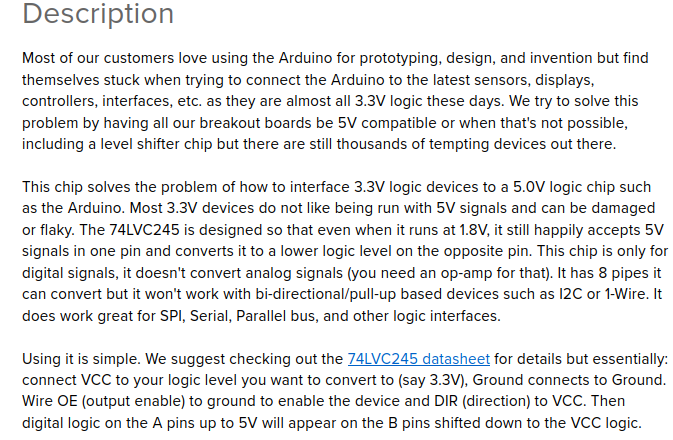 Description
Most of our customers love using the Arduino for prototyping, design, and invention but find
themselves stuck when trying to connect the Arduino to the latest sensors, displays,
controllers, interfaces, etc. as they are almost all 3.3V logic these days. We try to solve this
problem by having all our breakout boards be 5V compatible or when that's not possible,
including a level shifter chip but there are still thousands of tempting devices out there.
This chip solves the problem of how to interface 3.3V logic devices to a 5.0V logic chip such
as the Arduino. Most 3.3V devices do not like being run with 5V signals and can be damaged
or flaky. The 74LVC245 is designed so that even when it runs at 1.8V, it still happily accepts 5V
signals in one pin and converts it to a lower logic level on the opposite pin. This chip is only for
digital signals, it doesn't convert analog signals (you need an op-amp for that). It has 8 pipes it
can convert but it won't work with bi-directional/pull-up based devices such as I2C or 1-Wire. It
does work great for SPI, Serial, Parallel bus, and other logic interfaces.
Using it is simple. We suggest checking out the 74LVC245 datasheet for details but essentially:
connect VCC to your logic level you want to convert to (say 3.3V), Ground connects to Ground.
Wire OE (output enable) to ground to enable the device and DIR (direction) to VCC. Then
digital logic on the A pins up to 5V will appear on the B pins shifted down to the VCC logic.